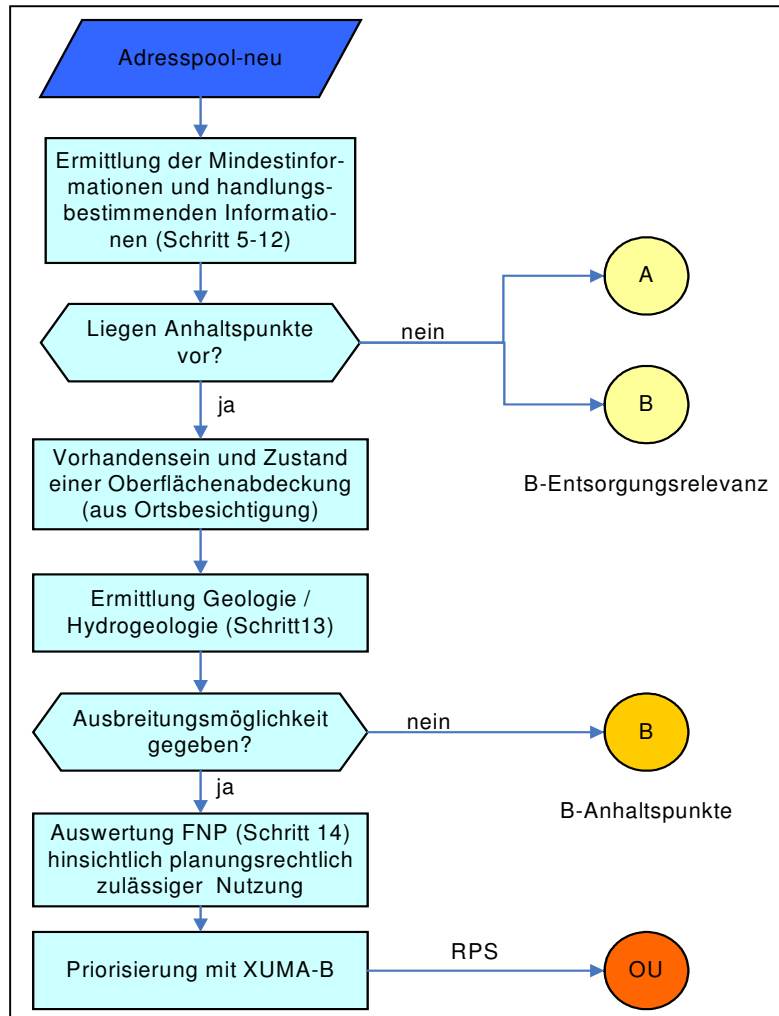 Adresspool-neu
Ermittlung der Mindestinfor-
mationen und handlungs-
bestimmenden Informatio-
nen (Schritt 5-12)
Liegen Anhaltspunkte
vor?
nein
A
B
B-Entsorgungsrelevanz
ja
Vorhandensein und Zustand
einer Oberflächenabdeckung
(aus Ortsbesichtigung)
Ermittlung Geologie /
Hydrogeologie (Schritt13)
Ausbreitungsmöglichkeit
gegeben?
nein
B
B-Anhaltspunkte
ja
Auswertung FNP (Schritt 14)
hinsichtlich planungsrechtlich
zulässiger Nutzung
Priorisierung mit XUMA-B
RPS
OU